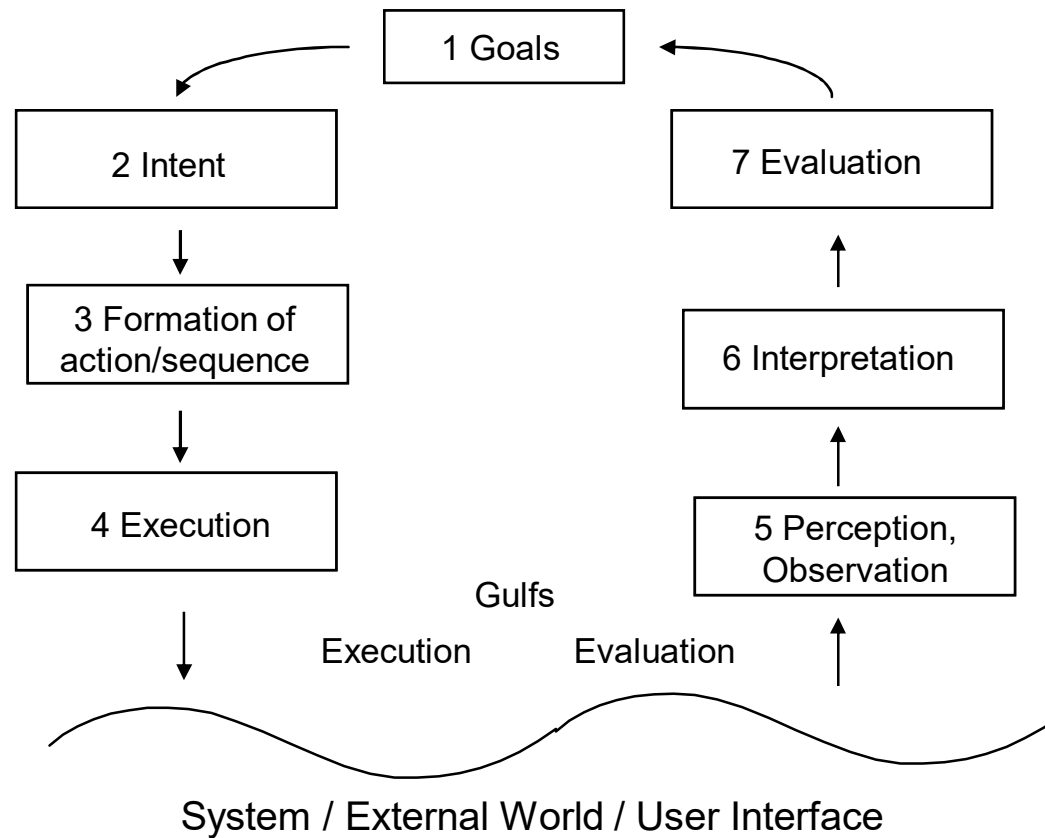 1 Goals
2 Intent
7 Evaluation
3 Formation of
action/sequence
6 Interpretation
4 Execution
5 Perception,
Observation
Gulfs
Execution
Evaluation
System / External World / User Interface